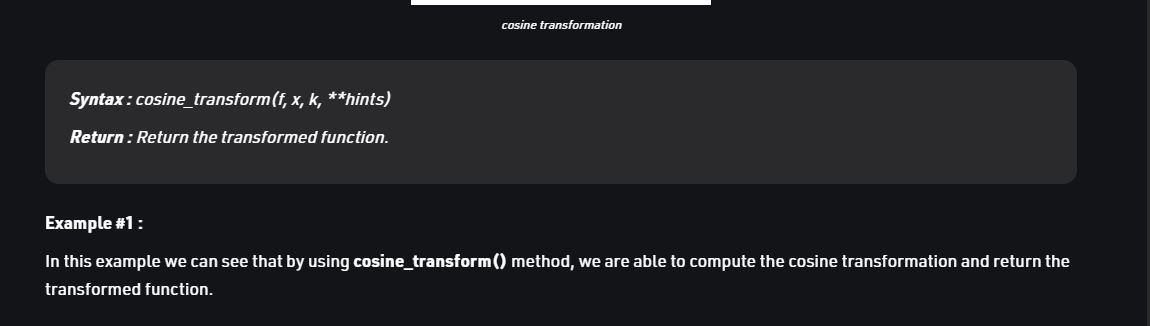 cosine transformation
Syntax : cosine_transform(f, x, k, **hints)
Return : Return the transformed function.
Example #1 :
In this example we can see that by using cosine_transform() method, we are able to compute the cosine transformation and return the
transformed function.